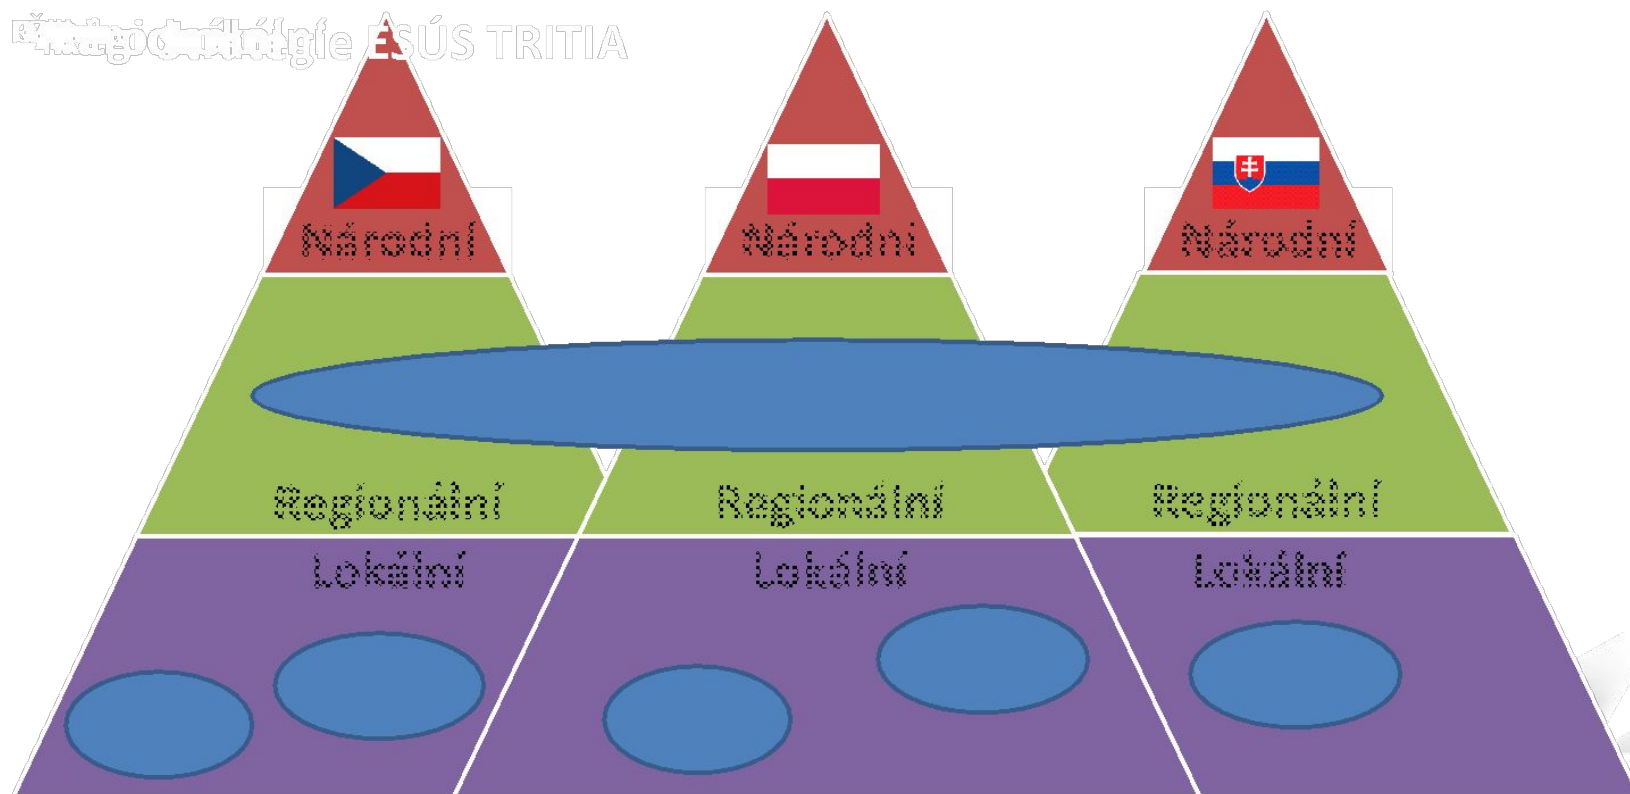 ESÚS TRITIA
Národní Národní Národní
Regionální Regionální Regionální
Lokální Lokální Lokální